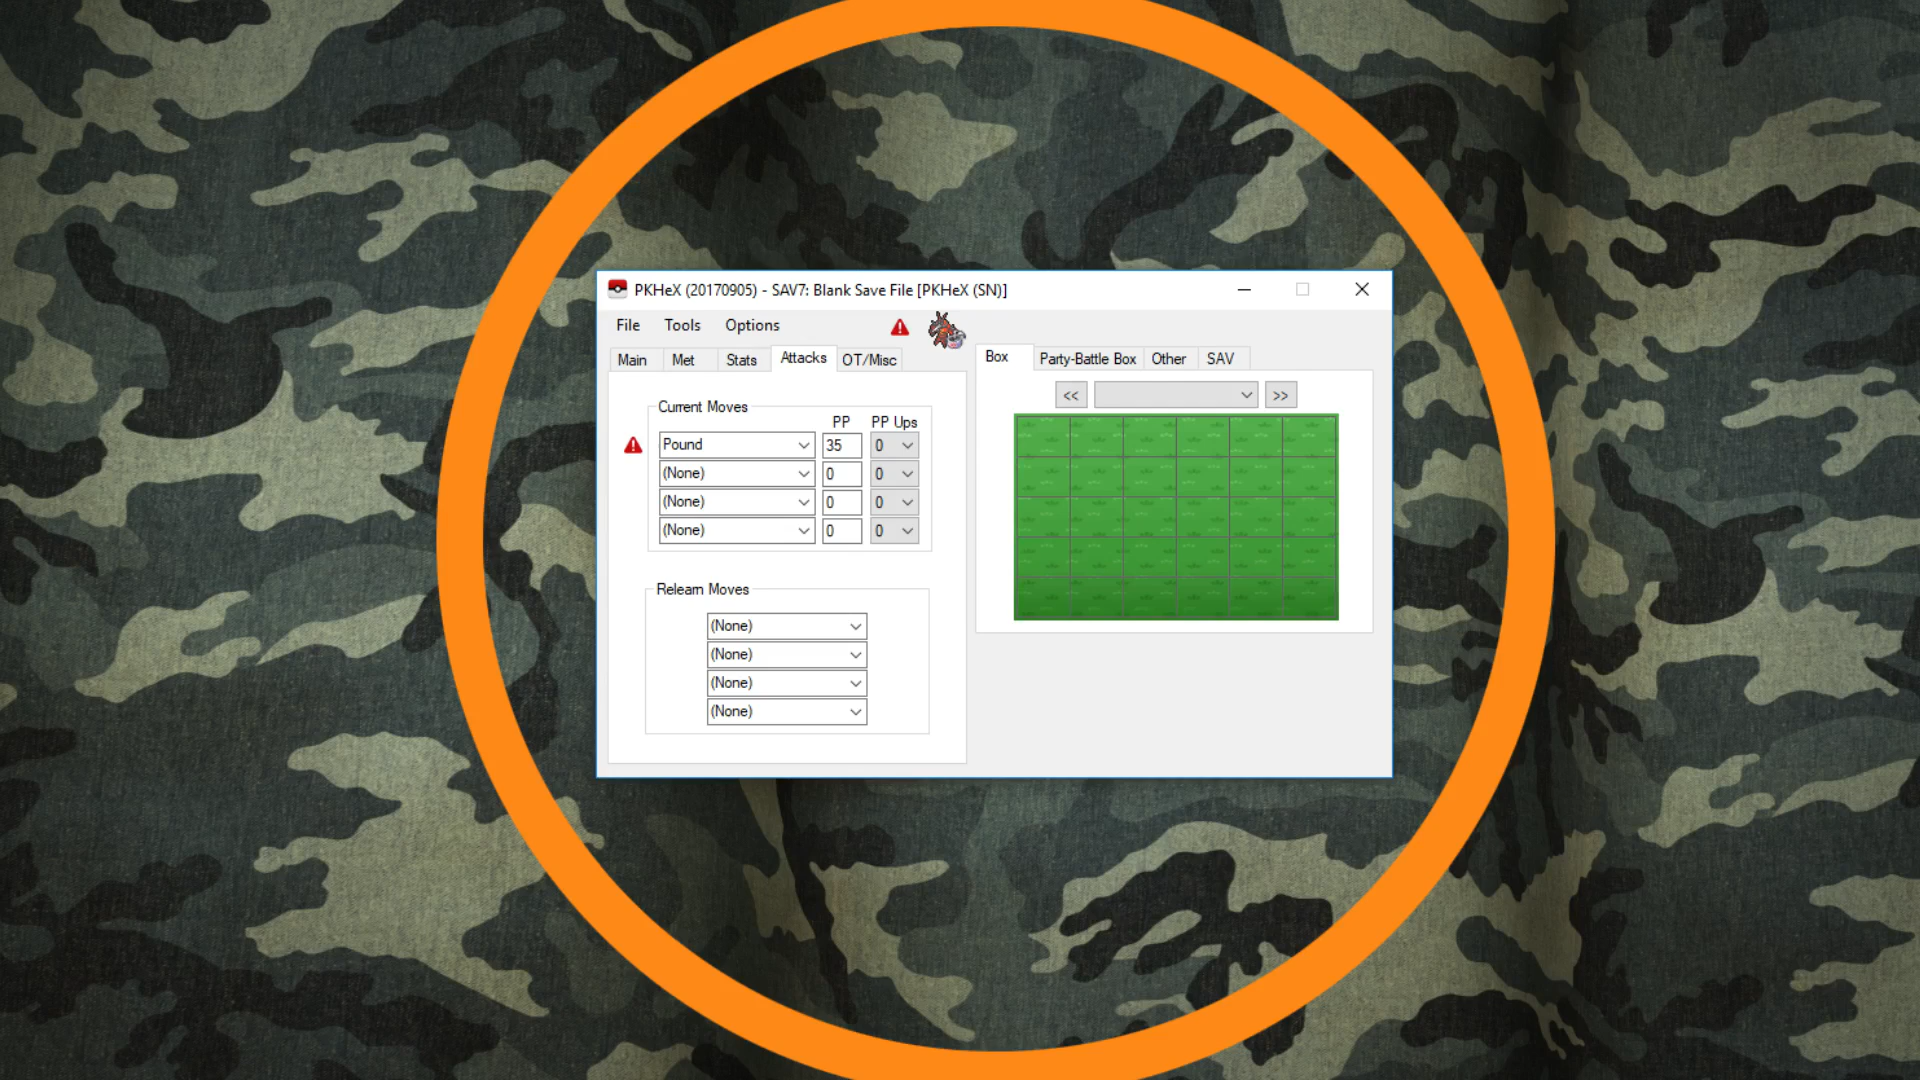 PKHeX (20170905) - SAV7: Blank Save File [PKHeX (SN)]
File Tools Options
Main Met Stats Attacks OT/Misc
Box Party-Battle Box Other SAV
<< >>
Current Moves
PP PP Ups
Pound 35 0
(None) 0 0
(None) 0 0
(None) 0 0
Relearn Moves
(None)
(None)
(None)
(None)